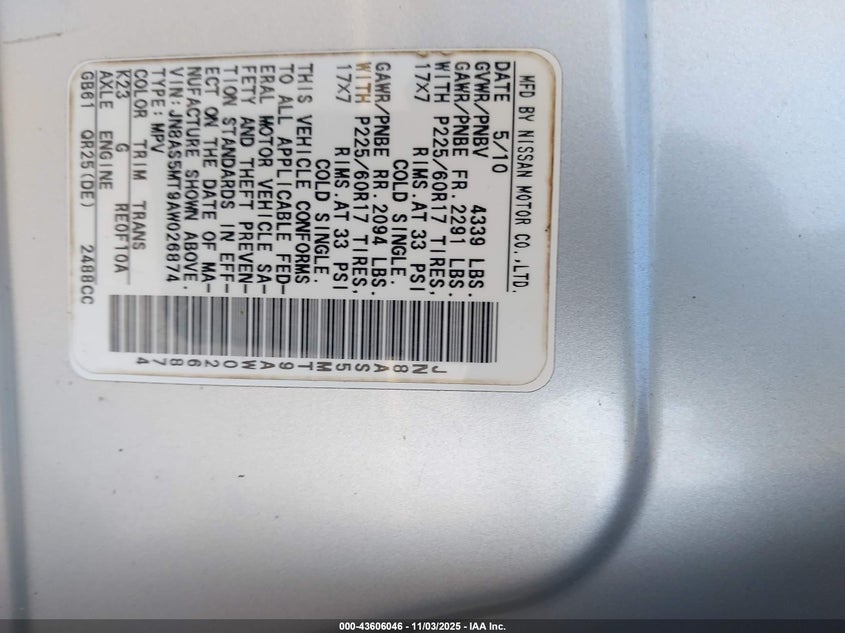 MFD BY NISSAN MOTOR CO.,LTD.
DATE 5/10
GVWR/PNBV 4339 LBS.
GAWR/PNBE FR. 2291 LBS.
WITH P225/60R17 TIRES,
17X7 RIMS.AT 33 PSI
COLD SINGLE.
GAWR/PNBE RR. 2094 LBS.
WITH P225/60R17 TIRES,
17X7 RIMS.AT 33 PSI
COLD SINGLE.
THIS VEHICLE CONFORMS
TO ALL APPLICABLE FED-
ERAL MOTOR VEHICLE SA-
FETY AND THEFT PREVEN-
TION STANDARDS IN EFF-
ECT ON THE DATE OF MA-
NUFACTURE SHOWN ABOVE.
VIN: JN8AS5MT9AW026874
TYPE: MPV
COLOR TRIM TRANS
K23 G RE0F10A
AXLE ENGINE
GB61 QR25(DE) 2488CC
JN8AS5MT9AW026874
000-43606046 - 11/03/2025 - IAA Inc.